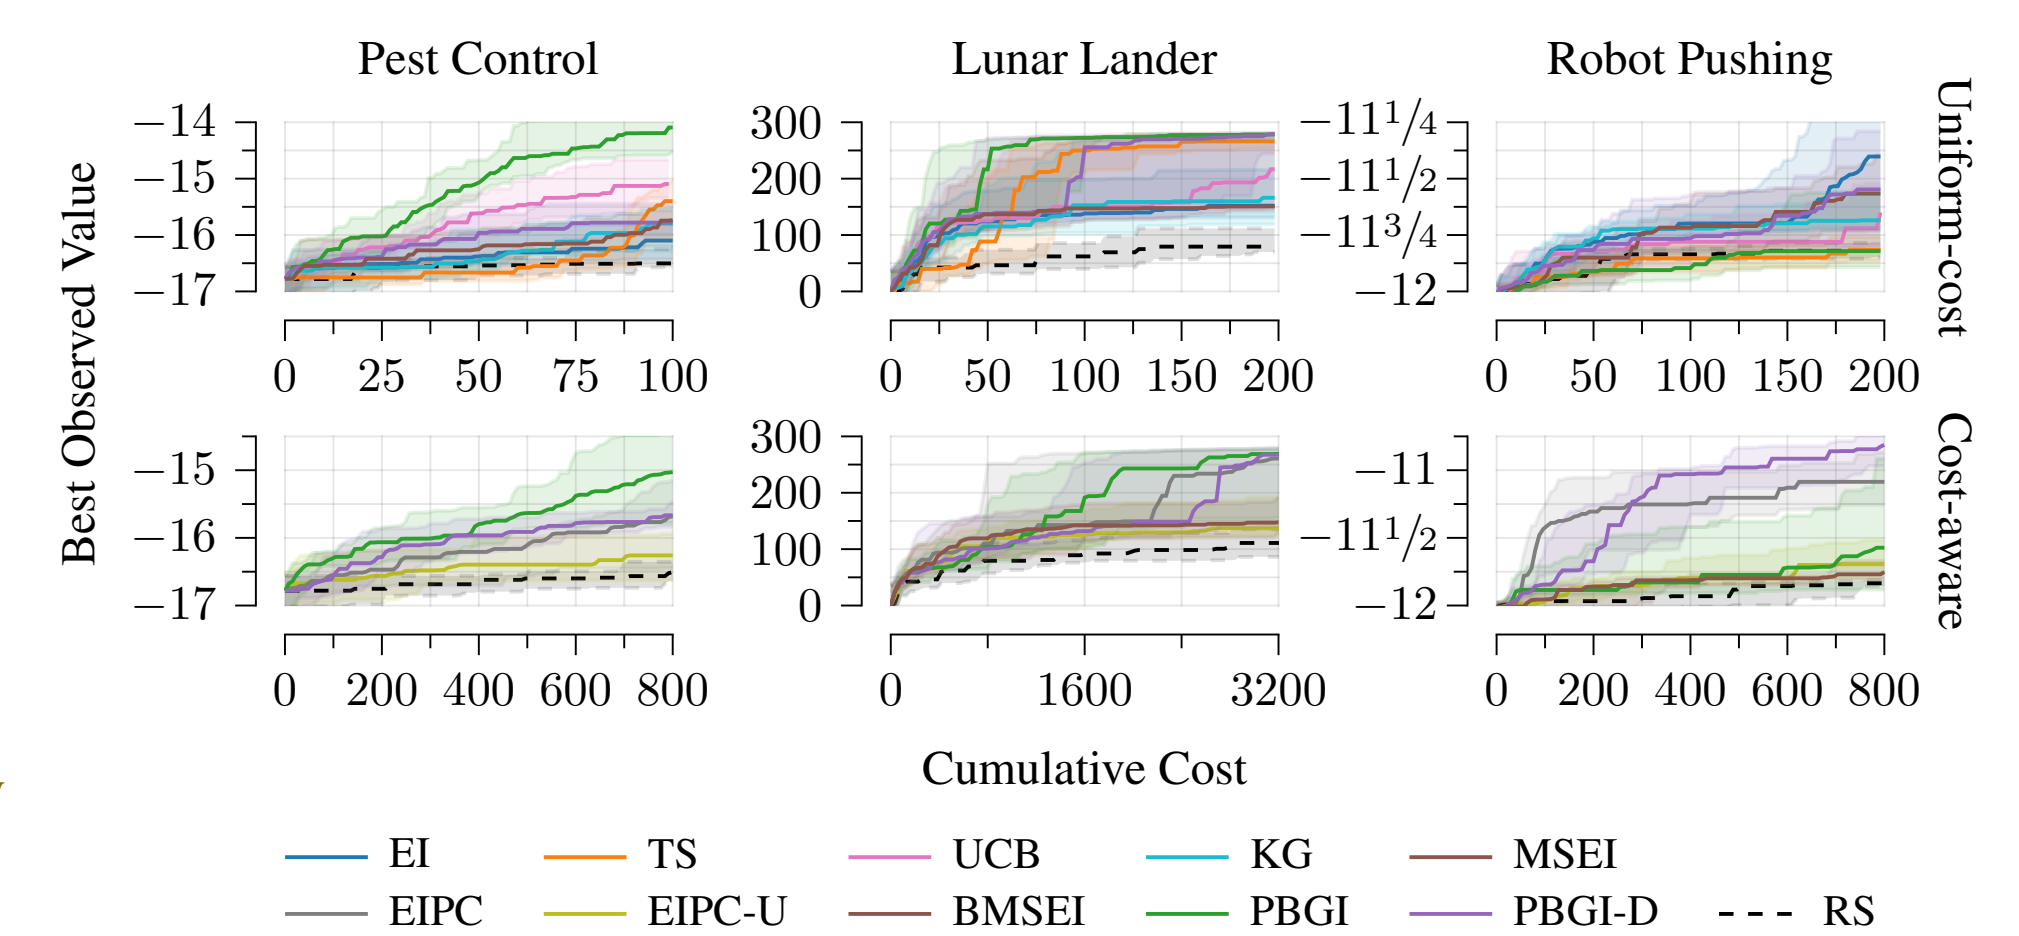 Pest Control Lunar Lander Robot Pushing
Best Observed Value
Uniform-cost
−14
−15
−16
−17
0 25 50 75 100
300
200
100
0
0 50 100 150 200
−11¹/4
−11¹/2
−11³/4
−12
0 50 100 150 200
Cost-aware
−15
−16
−17
0 200 400 600 800
300
200
100
0
0 1600 3200
−11
−11¹/2
−12
0 200 400 600 800
Cumulative Cost
EI TS UCB KG MSEI
EIPC EIPC-U BMSEI PBGI PBGI-D RS